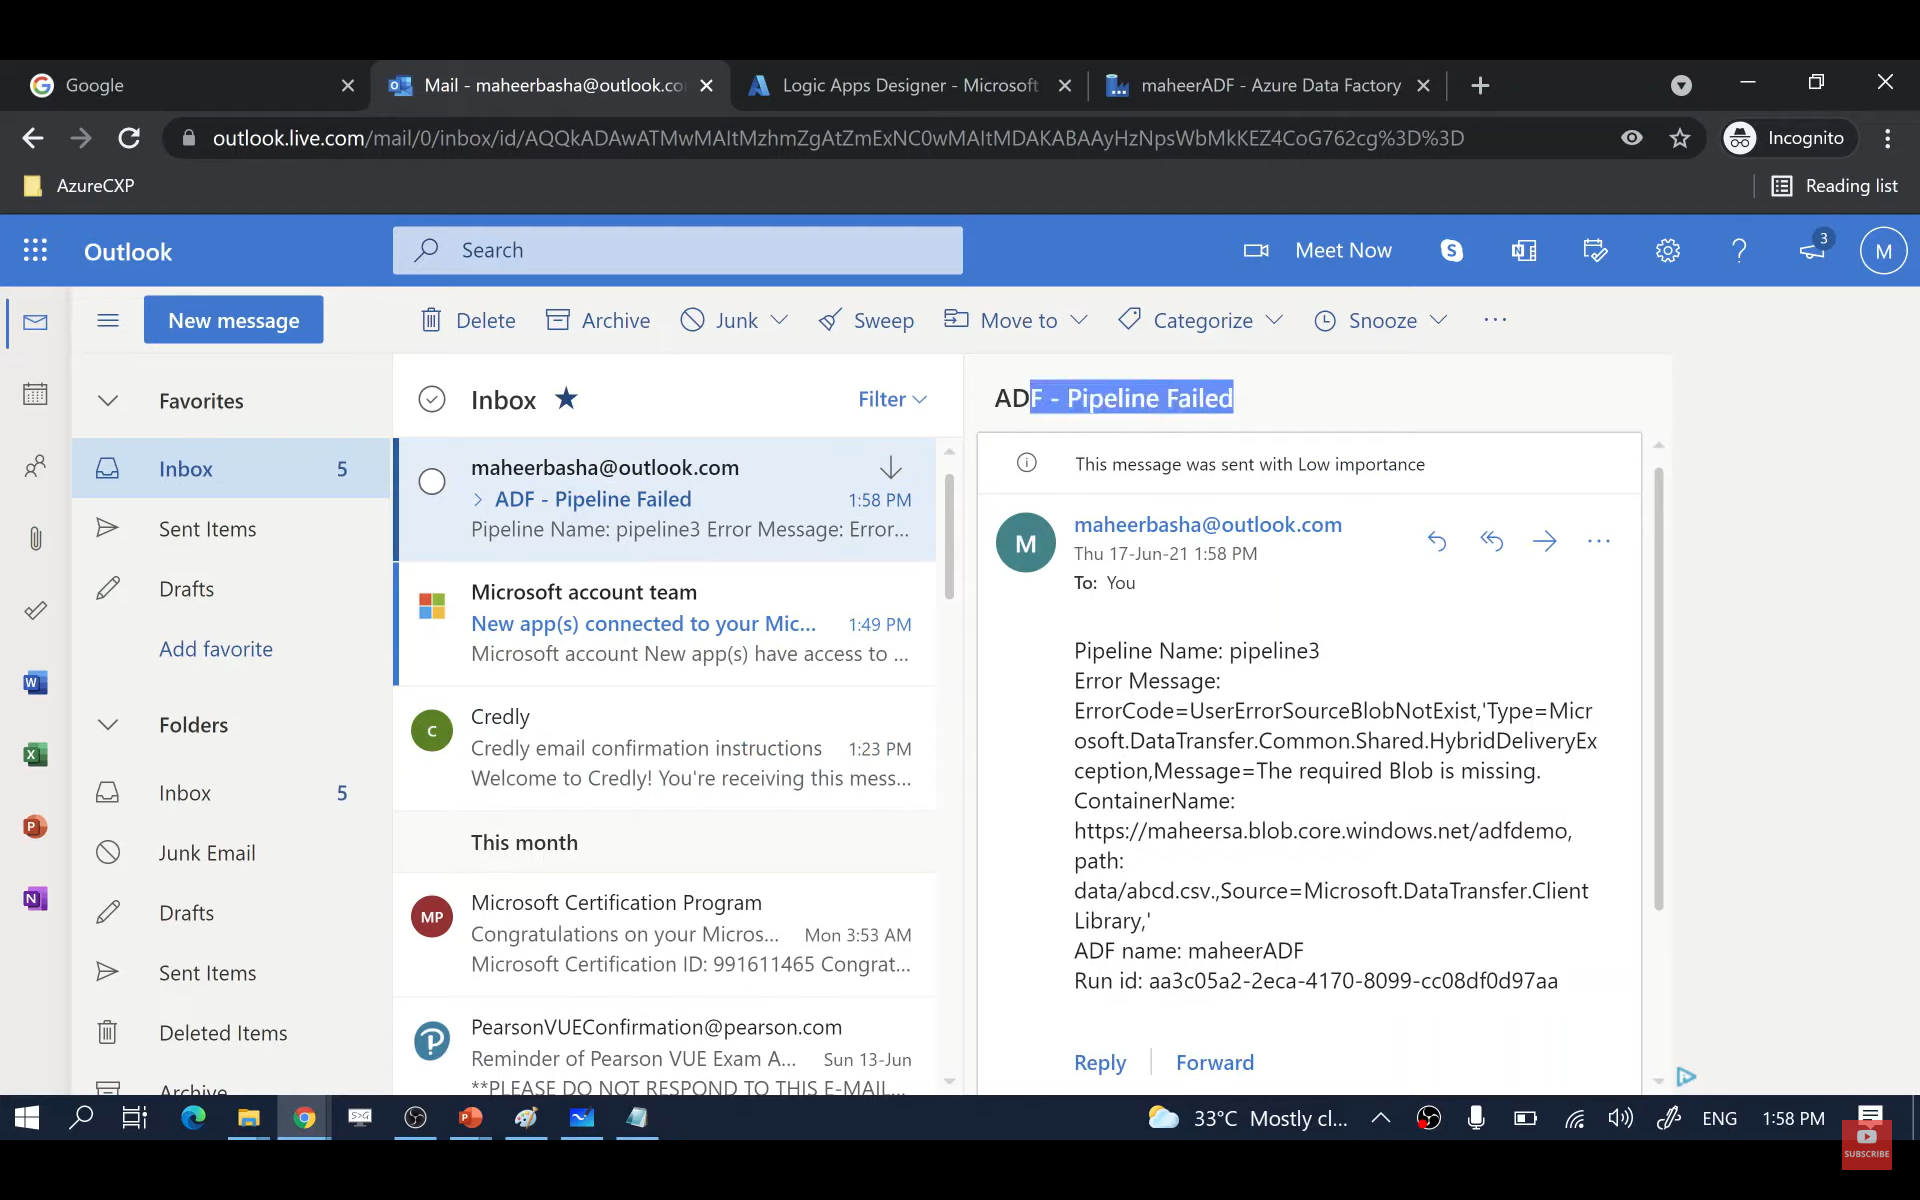 Google
Mail - maheerbasha@outlook.co
Logic Apps Designer - Microsoft
maheerADF - Azure Data Factory
outlook.live.com/mail/0/inbox/id/AQQkADAwATMwMAItMzhmZgAtZmExNC0wMAItMDAKABAAyHzNpsWbMkKEZ4CoG762cg%3D%3D
Incognito
AzureCXP
Reading list
Outlook
Search
Meet Now
3
M
New message
Delete
Archive
Junk
Sweep
Move to
Categorize
Snooze
Favorites
Inbox 5
Sent Items
Drafts
Add favorite
Folders
Inbox 5
Junk Email
Drafts
Sent Items
Deleted Items
Archive
Inbox
Filter
maheerbasha@outlook.com
ADF - Pipeline Failed 1:58 PM
Pipeline Name: pipeline3 Error Message: Error...
Microsoft account team
New app(s) connected to your Mic... 1:49 PM
Microsoft account New app(s) have access to ...
C
Credly
Credly email confirmation instructions 1:23 PM
Welcome to Credly! You're receiving this mess...
This month
MP
Microsoft Certification Program
Congratulations on your Micros... Mon 3:53 AM
Microsoft Certification ID: 991611465 Congrat...
PearsonVUEConfirmation@pearson.com
Reminder of Pearson VUE Exam A... Sun 13-Jun
**PLEASE DO NOT RESPOND TO THIS E-MAIL...
ADF - Pipeline Failed
This message was sent with Low importance
M
maheerbasha@outlook.com
Thu 17-Jun-21 1:58 PM
To: You
Pipeline Name: pipeline3
Error Message:
ErrorCode=UserErrorSourceBlobNotExist,'Type=Micr
osoft.DataTransfer.Common.Shared.HybridDeliveryEx
ception,Message=The required Blob is missing.
ContainerName:
https://maheersa.blob.core.windows.net/adfdemo,
path:
data/abcd.csv.,Source=Microsoft.DataTransfer.Client
Library,'
ADF name: maheerADF
Run id: aa3c05a2-2eca-4170-8099-cc08df0d97aa
Reply
Forward
33°C Mostly cl...
ENG
1:58 PM
SUBSCRIBE